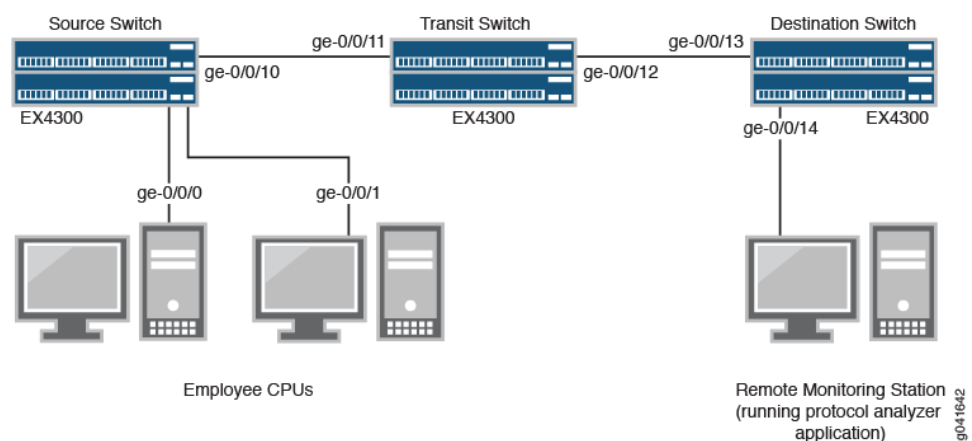 Source Switch
Transit Switch
Destination Switch
ge-0/0/11
ge-0/0/13
ge-0/0/10
ge-0/0/12
EX4300
EX4300
EX4300
ge-0/0/14
ge-0/0/0
ge-0/0/1
Employee CPUs
Remote Monitoring Station
(running protocol analyzer
application)
g041642